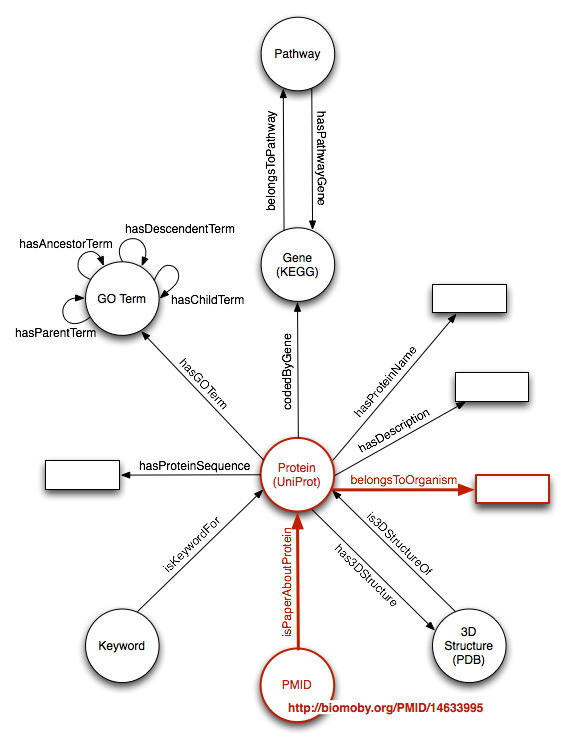 Pathway
belongsToPathway
hasPathwayGene
hasDescendentTerm
hasAncestorTerm
Gene
(KEGG)
GO Term
hasChildTerm
hasParentTerm
hasGOTerm
codedByGene
hasProteinName
hasDescription
hasProteinSequence
Protein
(UniProt)
belongsToOrganism
isKeywordFor
isPaperAboutProtein
has3DStructure
is3DStructureOf
Keyword
3D
Structure
(PDB)
PMID
http://biomoby.org/PMID/14633995